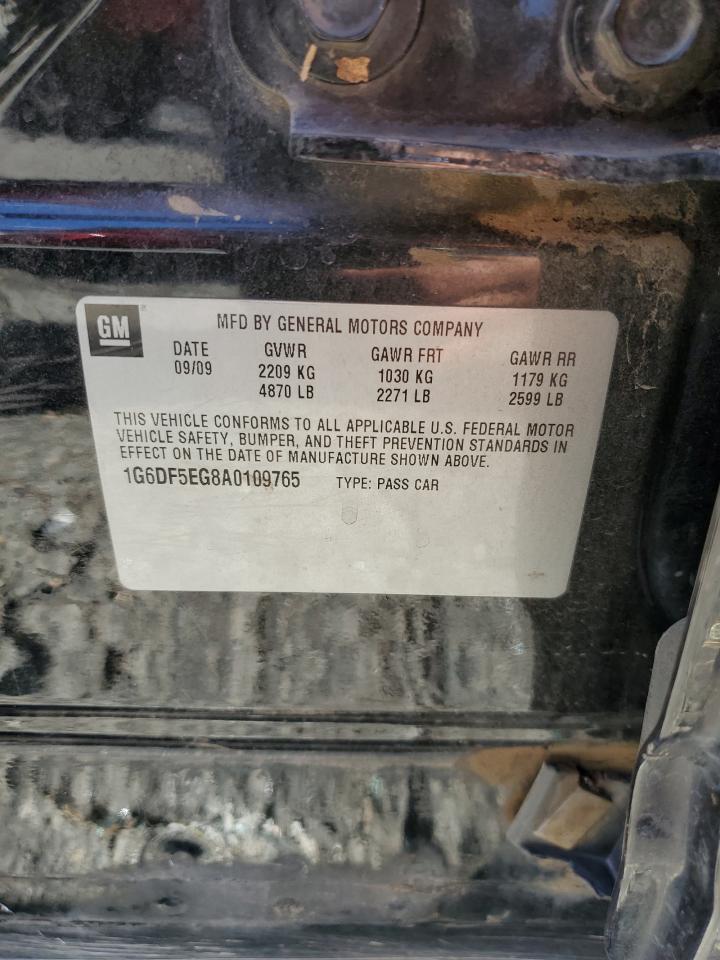 GM
MFD BY GENERAL MOTORS COMPANY
DATE GVWR GAWR FRT GAWR RR
09/09 2209 KG 1030 KG 1179 KG
4870 LB 2271 LB 2599 LB
THIS VEHICLE CONFORMS TO ALL APPLICABLE U.S. FEDERAL MOTOR
VEHICLE SAFETY, BUMPER, AND THEFT PREVENTION STANDARDS IN
EFFECT ON THE DATE OF MANUFACTURE SHOWN ABOVE.
1G6DF5EG8A0109765 TYPE: PASS CAR